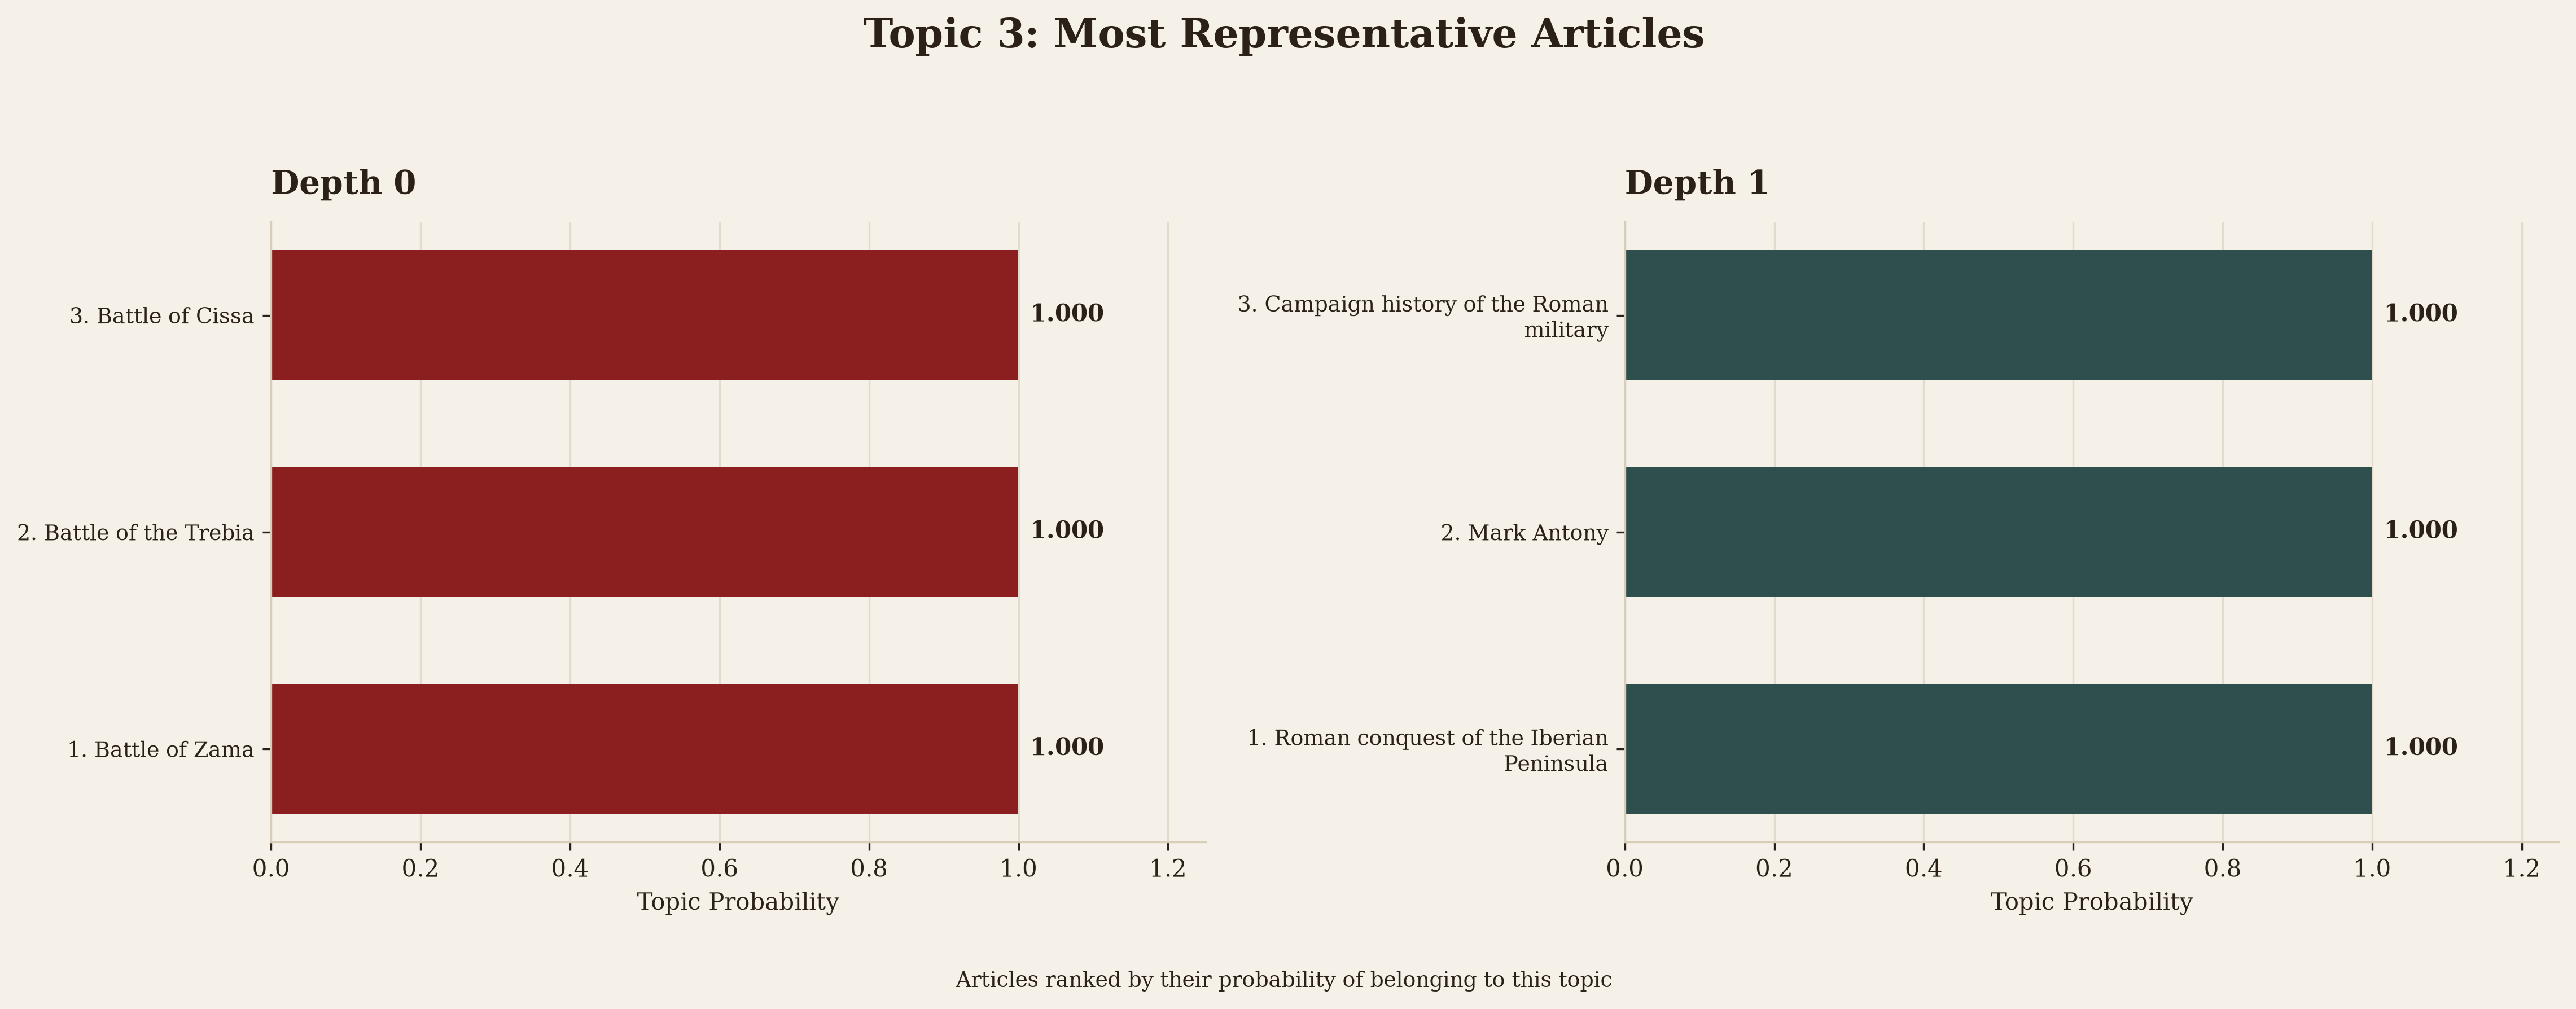 Topic 3: Most Representative Articles
Depth 0
3. Battle of Cissa
1.000
2. Battle of the Trebia
1.000
1. Battle of Zama
1.000
0.0 0.2 0.4 0.6 0.8 1.0 1.2
Topic Probability
Depth 1
3. Campaign history of the Roman
military
1.000
2. Mark Antony
1.000
1. Roman conquest of the Iberian
Peninsula
1.000
0.0 0.2 0.4 0.6 0.8 1.0 1.2
Topic Probability
Articles ranked by their probability of belonging to this topic